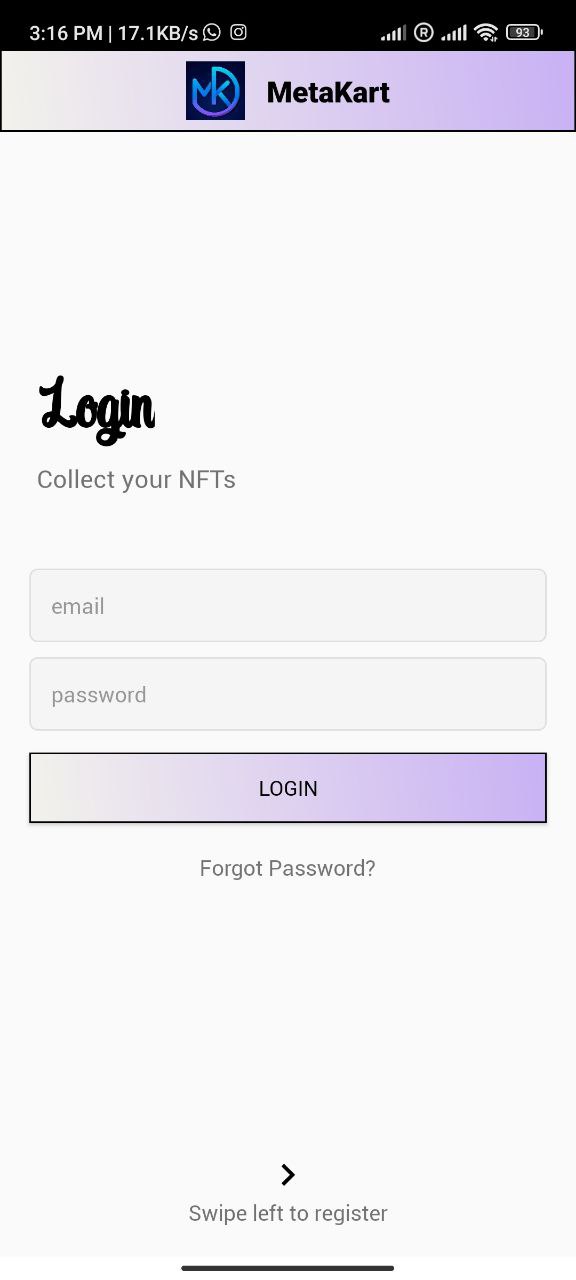 3:16 PM | 17.1KB/s
R
93
MK
MetaKart
Login
Collect your NFTs
email
password
LOGIN
Forgot Password?
Swipe left to register